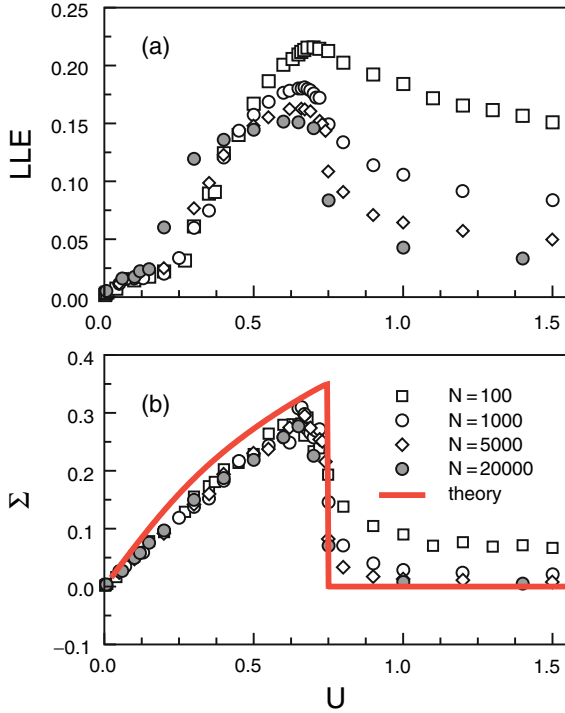 (a)
LLE
0.25
0.20
0.15
0.10
0.05
0.00
0.0 0.5 1.0 1.5
(b)
Σ
0.4
0.3
0.2
0.1
0.0
−0.1
N = 100
N = 1000
N = 5000
N = 20000
theory
0.0 0.5 1.0 1.5
U